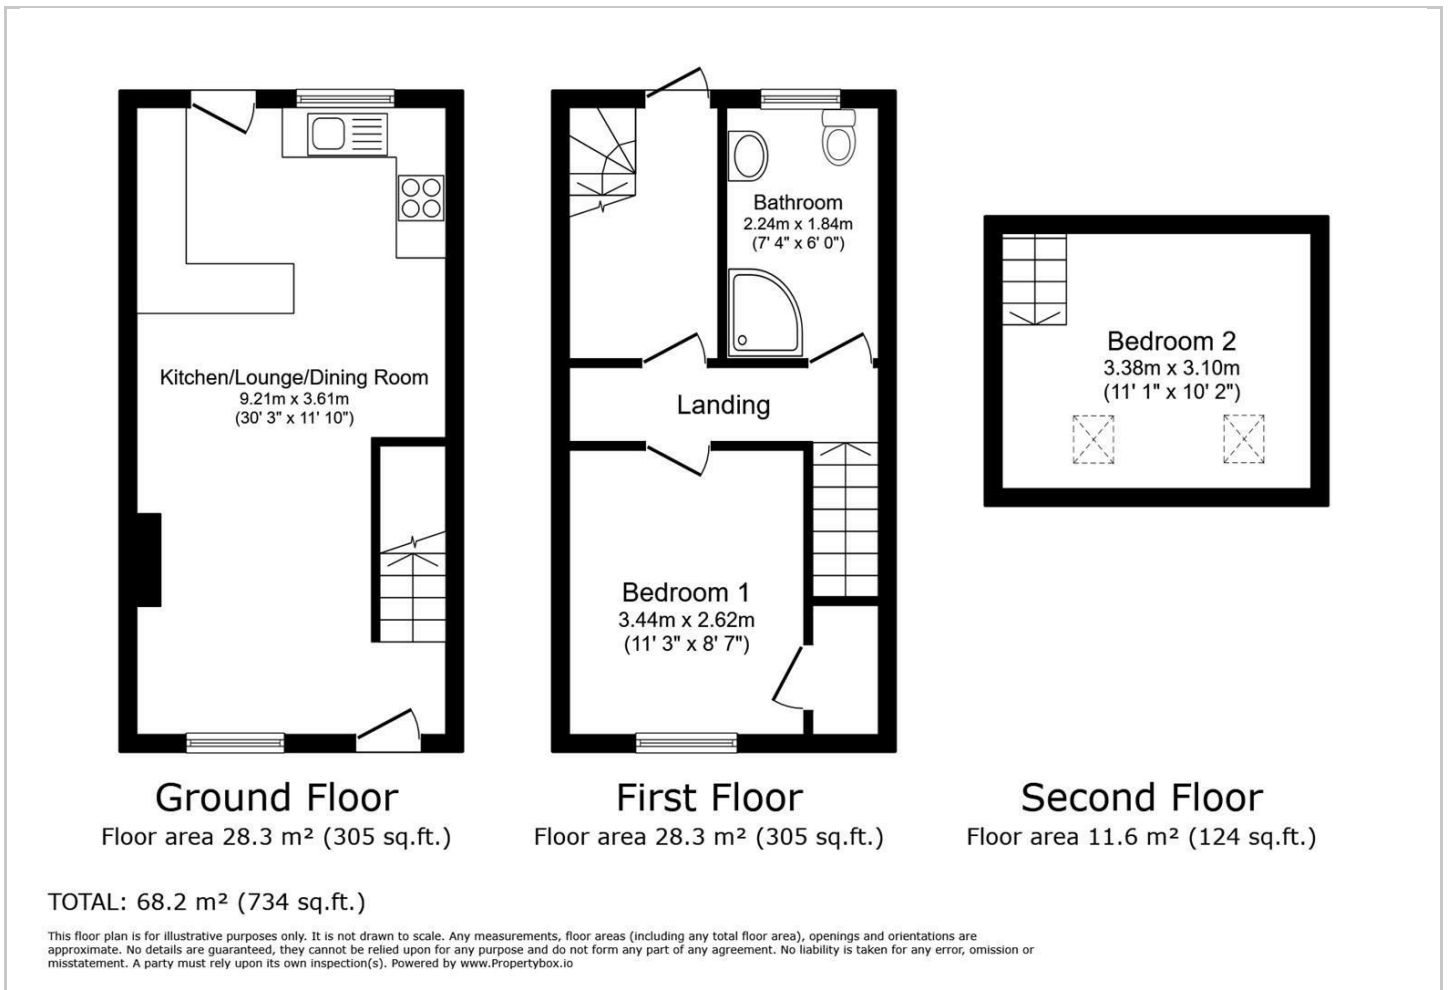 Kitchen/Lounge/Dining Room
9.21m x 3.61m
(30' 3" x 11' 10")
Bathroom
2.24m x 1.84m
(7' 4" x 6' 0")
Landing
Bedroom 1
3.44m x 2.62m
(11' 3" x 8' 7")
Bedroom 2
3.38m x 3.10m
(11' 1" x 10' 2")
Ground Floor
Floor area 28.3 m² (305 sq.ft.)
First Floor
Floor area 28.3 m² (305 sq.ft.)
Second Floor
Floor area 11.6 m² (124 sq.ft.)
TOTAL: 68.2 m² (734 sq.ft.)
This floor plan is for illustrative purposes only. It is not drawn to scale. Any measurements, floor areas (including any total floor area), openings and orientations are
approximate. No details are guaranteed, they cannot be relied upon for any purpose and do not form any part of any agreement. No liability is taken for any error, omission or
misstatement. A party must rely upon its own inspection(s). Powered by www.Propertybox.io